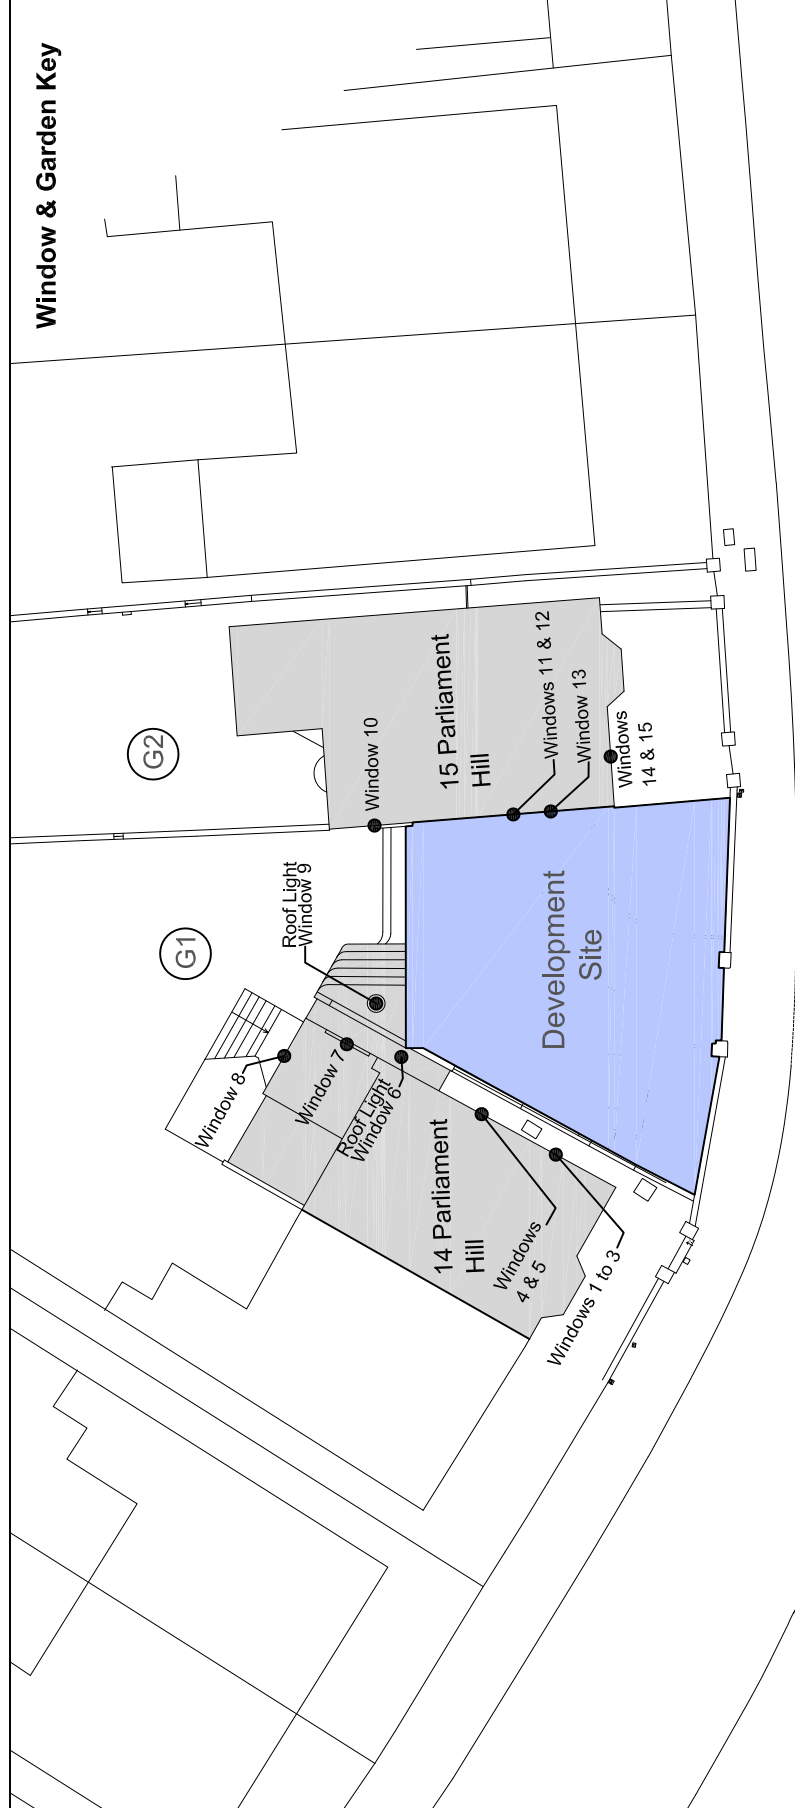 Window & Garden Key
G1
G2
Window 8
Window 7
Roof Light
Window 6
Roof Light
Window 9
Window 10
14 Parliament
Hill
Windows
4 & 5
Windows 1 to 3
Development
Site
15 Parliament
Hill
Windows 11 & 12
Window 13
Windows
14 & 15